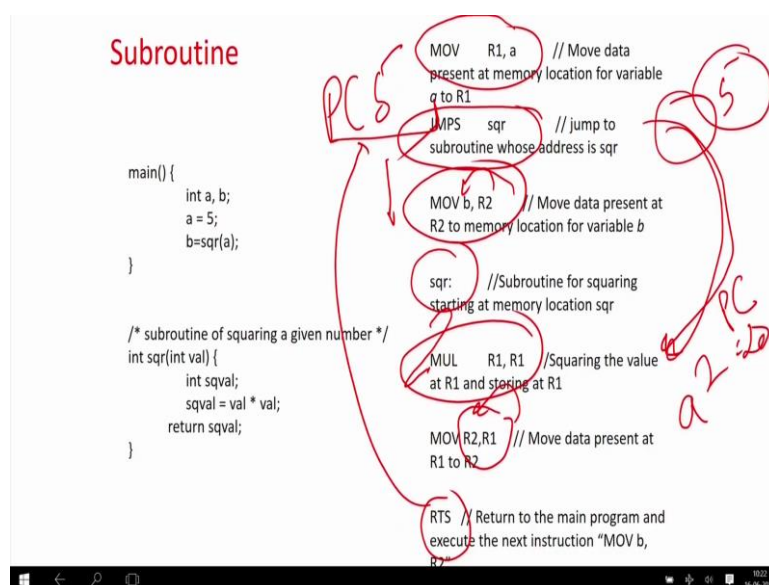 Subroutine
main() {
int a, b;
a = 5;
b=sqr(a);
}
/* subroutine of squaring a given number */
int sqr(int val) {
int sqval;
sqval = val * val;
return sqval;
}
MOV R1, a // Move data
present at memory location for variable
a to R1
JMPS sqr // jump to
subroutine whose address is sqr
MOV b, R2 // Move data present at
R2 to memory location for variable b
sqr: //Subroutine for squaring
starting at memory location sqr
MUL R1, R1 /Squaring the value
at R1 and storing at R1
MOV R2,R1 // Move data present at
R1 to R2
RTS // Return to the main program and
execute the next instruction "MOV b,
R2"
PC 5
5
PC
a²
10:22